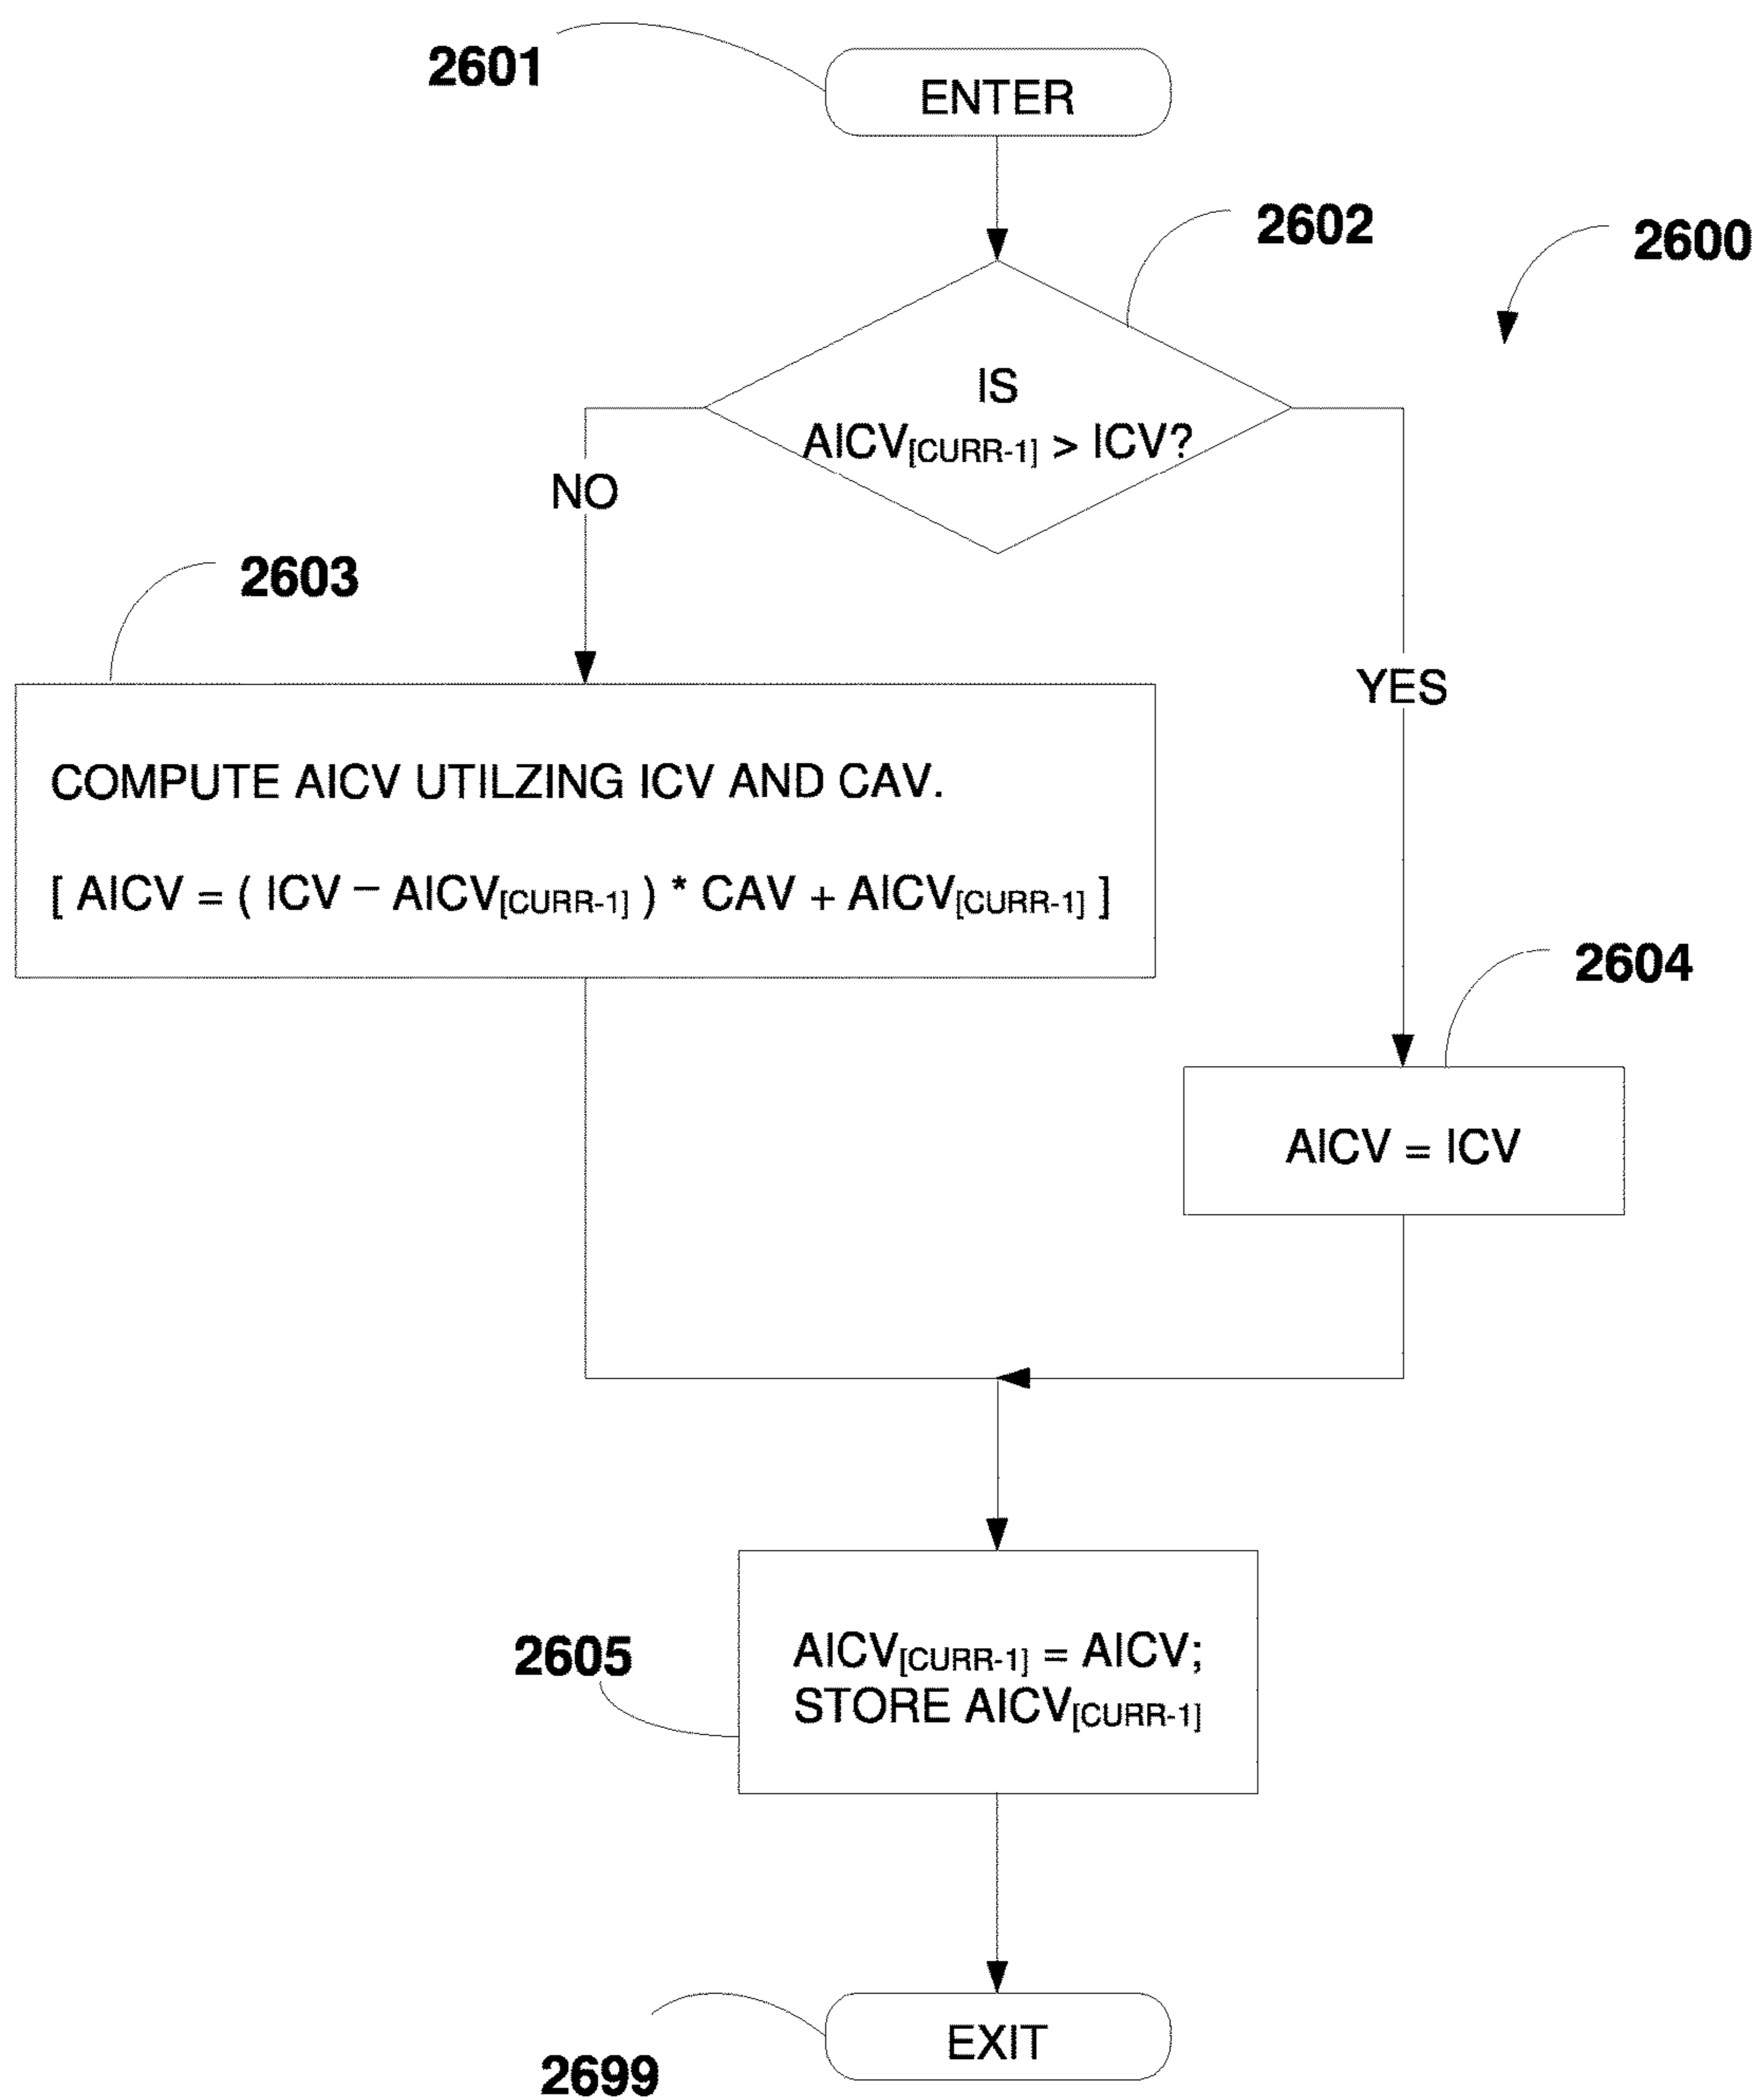 2601
ENTER
2602
2600
IS
AICV[CURR-1] > ICV?
NO
YES
2603
COMPUTE AICV UTILZING ICV AND CAV.
[ AICV = ( ICV – AICV[CURR-1] ) * CAV + AICV[CURR-1] ]
2604
AICV = ICV
2605
AICV[CURR-1] = AICV;
STORE AICV[CURR-1]
EXIT
2699